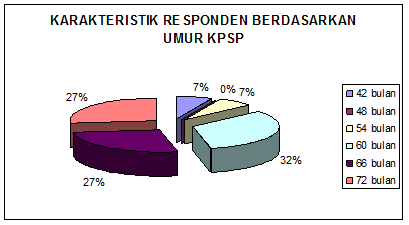 KARAKTERISTIK RESPONDEN BERDASARKAN
UMUR KPSP
7%
0%
7%
32%
27%
27%
42 bulan
48 bulan
54 bulan
60 bulan
66 bulan
72 bulan